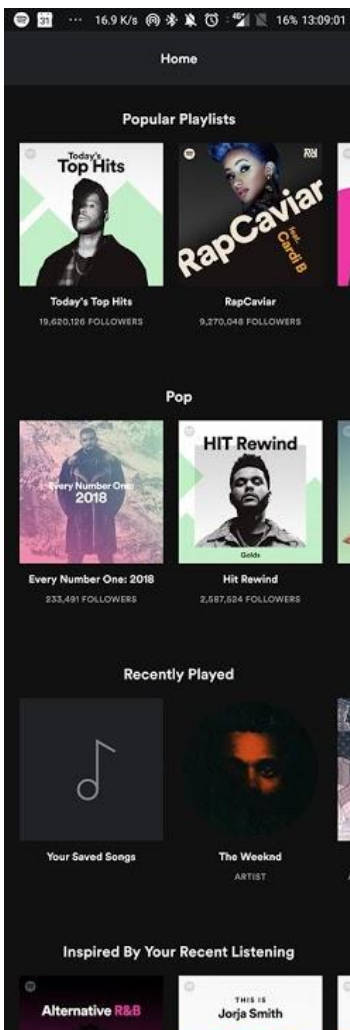 31 ... 16.9 K/s 4G+ 16% 13:09:01
Home
Popular Playlists
Today's
Top Hits
RapCaviar
feat.
Cardi B
Today's Top Hits
RapCaviar
19,620,126 FOLLOWERS
9,270,048 FOLLOWERS
Pop
Every Number One:
2018
HIT Rewind
Golds
Every Number One: 2018
Hit Rewind
233,491 FOLLOWERS
2,587,524 FOLLOWERS
Recently Played
Your Saved Songs
The Weeknd
ARTIST
Inspired By Your Recent Listening
Alternative R&B
THIS IS
Jorja Smith